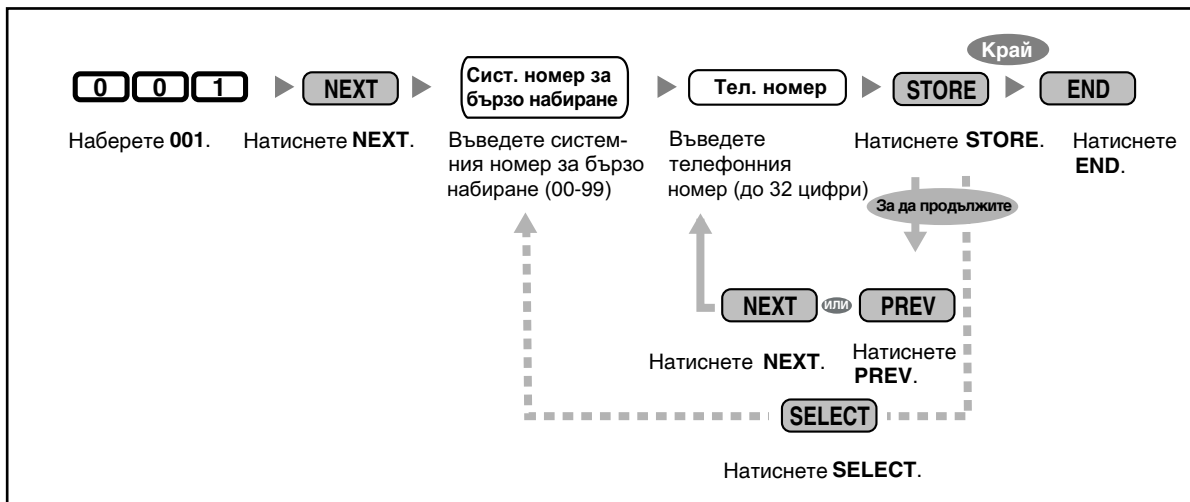 Край
0 0 1
NEXT
Сист. номер за
бързо набиране
Тел. номер
STORE
END
Наберете 001.
Натиснете NEXT.
Въведете систем-
ния номер за бързо
набиране (00-99)
Въведете
телефонния
номер (до 32 цифри)
Натиснете STORE.
Натиснете
END.
За да продължите
NEXT
или
PREV
Натиснете NEXT.
Натиснете
PREV.
SELECT
Натиснете SELECT.